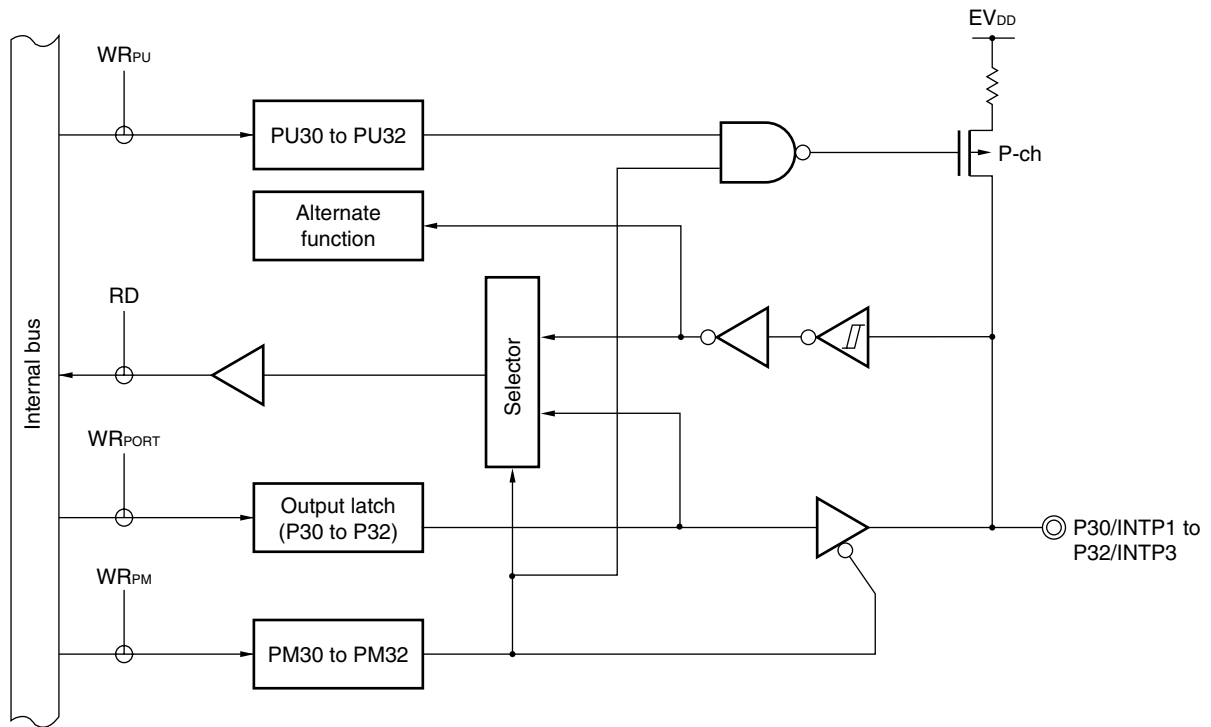 EVDD
WRPU
PU30 to PU32
P-ch
Alternate
function
RD
Internal bus
Selector
WRPORT
Output latch
(P30 to P32)
P30/INTP1 to
P32/INTP3
WRPM
PM30 to PM32